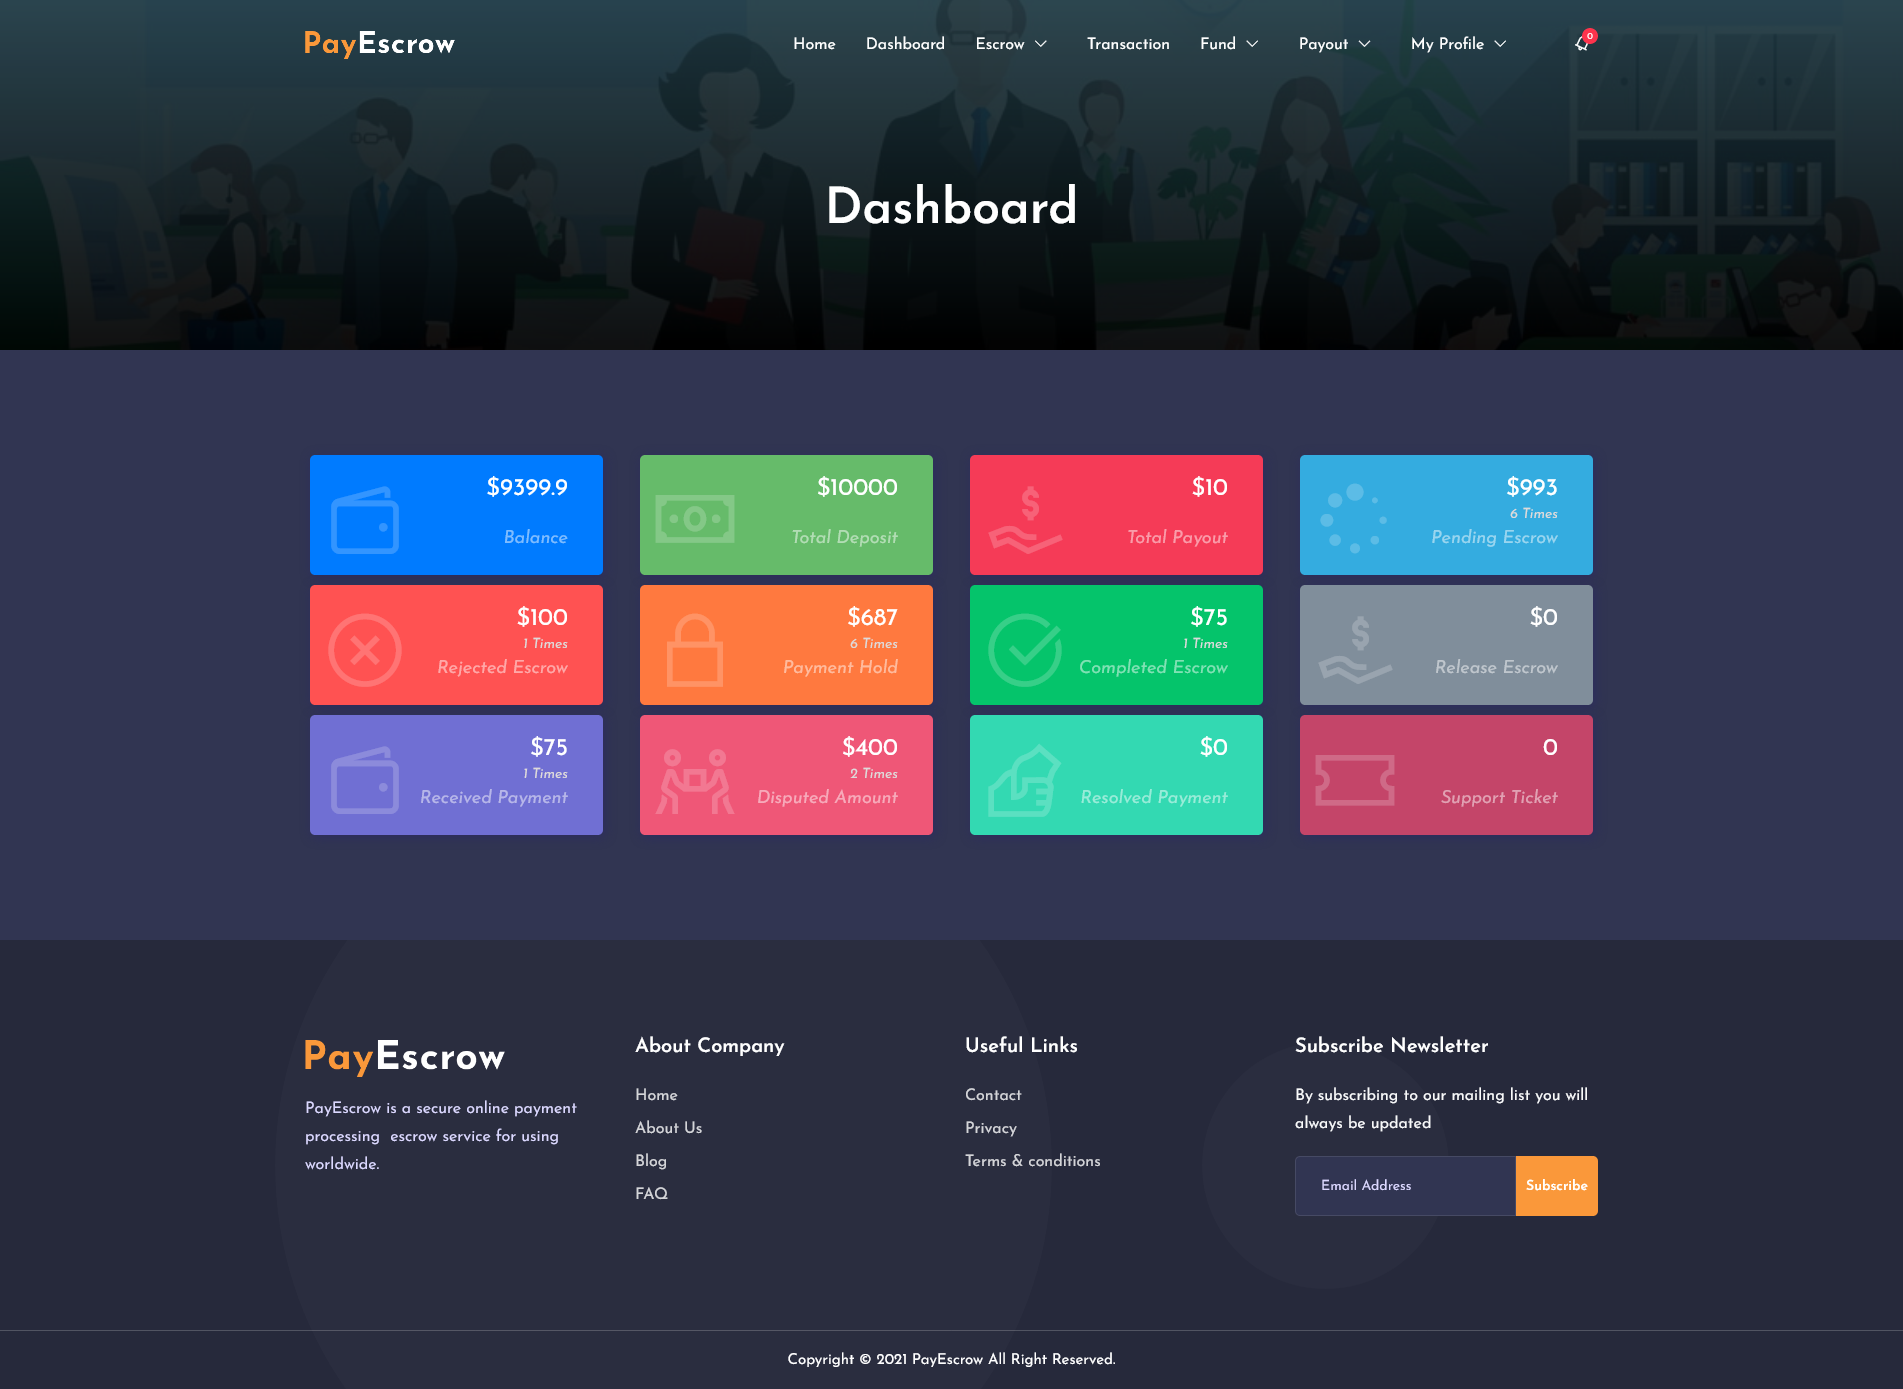 PayEscrow
Home Dashboard Escrow Transaction Fund Payout My Profile 0
Dashboard
$9399.9
Balance
$10000
Total Deposit
$10
Total Payout
$993
6 Times
Pending Escrow
$100
1 Times
Rejected Escrow
$687
6 Times
Payment Hold
$75
1 Times
Completed Escrow
$0
Release Escrow
$75
1 Times
Received Payment
$400
2 Times
Disputed Amount
$0
Resolved Payment
0
Support Ticket
PayEscrow
PayEscrow is a secure online payment
processing  escrow service for using
worldwide.
About Company
Home
About Us
Blog
FAQ
Useful Links
Contact
Privacy
Terms & conditions
Subscribe Newsletter
By subscribing to our mailing list you will
always be updated
Email Address Subscribe
Copyright © 2021 PayEscrow All Right Reserved.